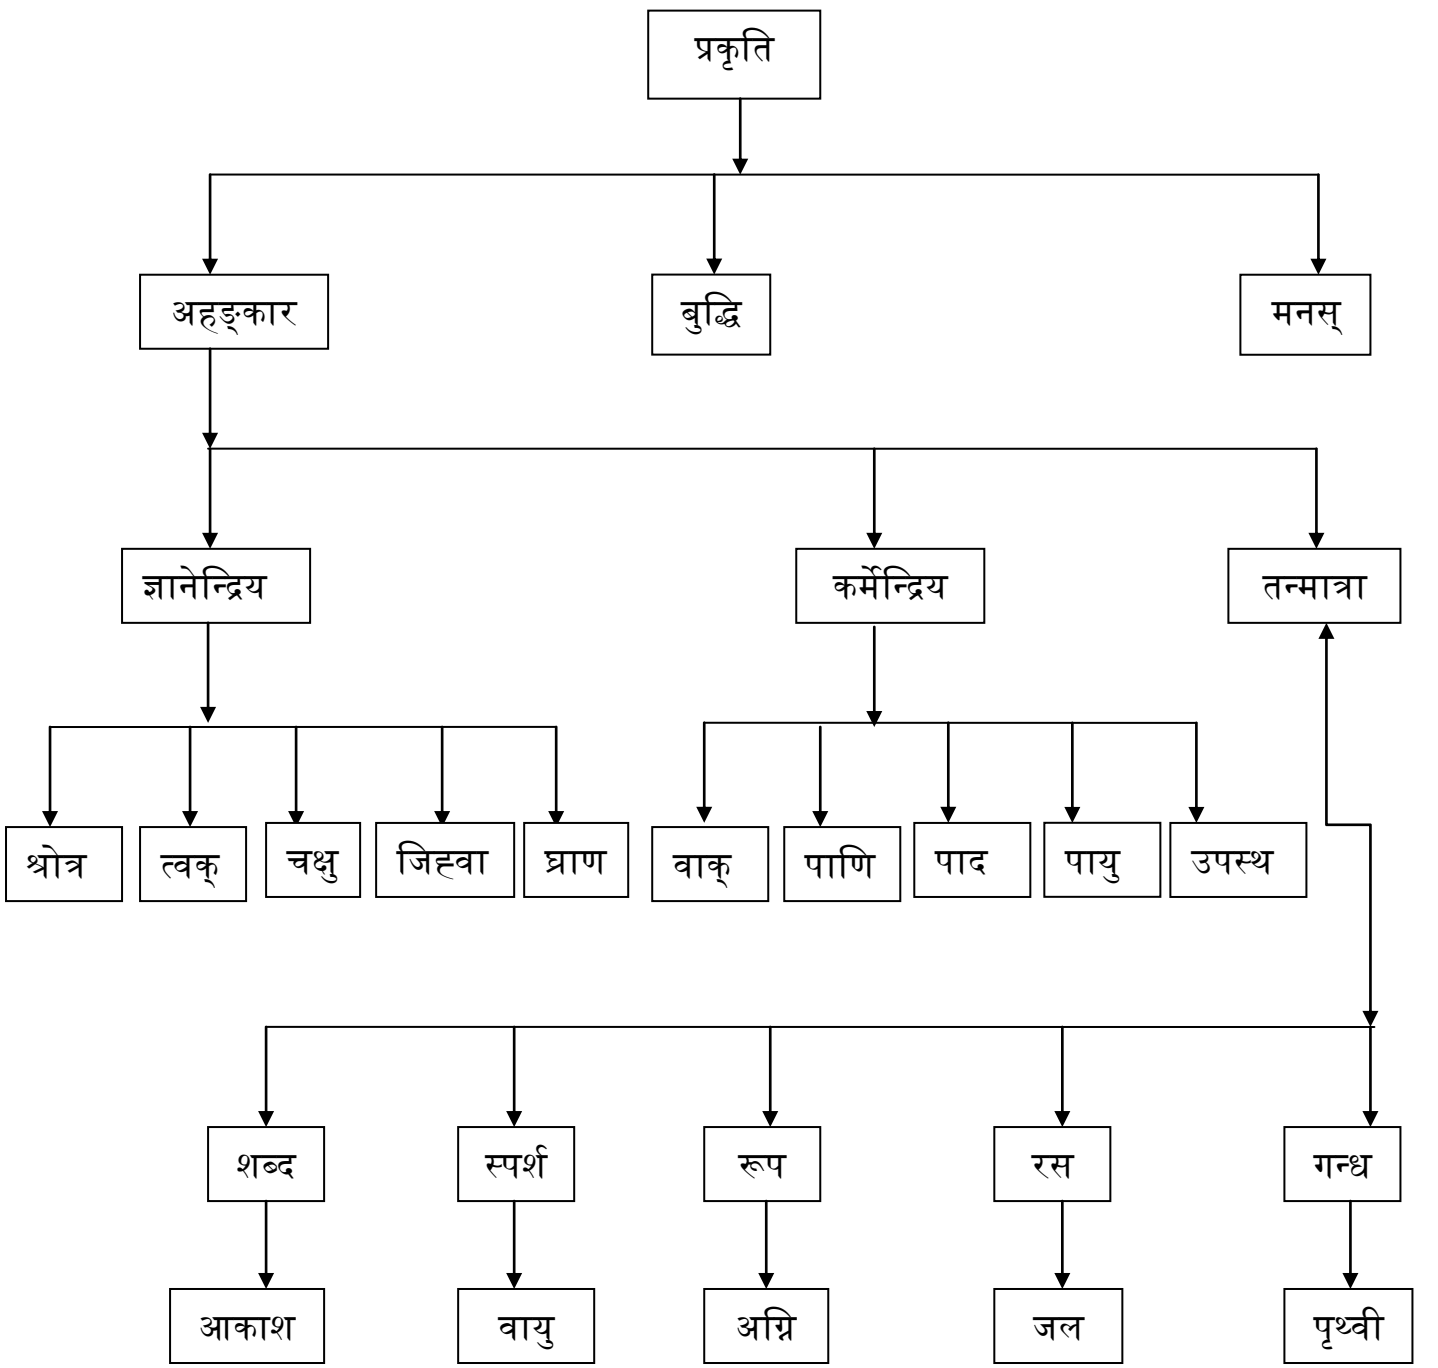 प्रकृति
अहङ्कार
बुद्धि
मनस्
ज्ञानेन्द्रिय
कर्मेन्द्रिय
तन्मात्रा
श्रोत्र
त्वक्
चक्षु
जिह्वा
घ्राण
वाक्
पाणि
पाद
पायु
उपस्थ
शब्द
स्पर्श
रूप
रस
गन्ध
आकाश
वायु
अग्नि
जल
पृथ्वी